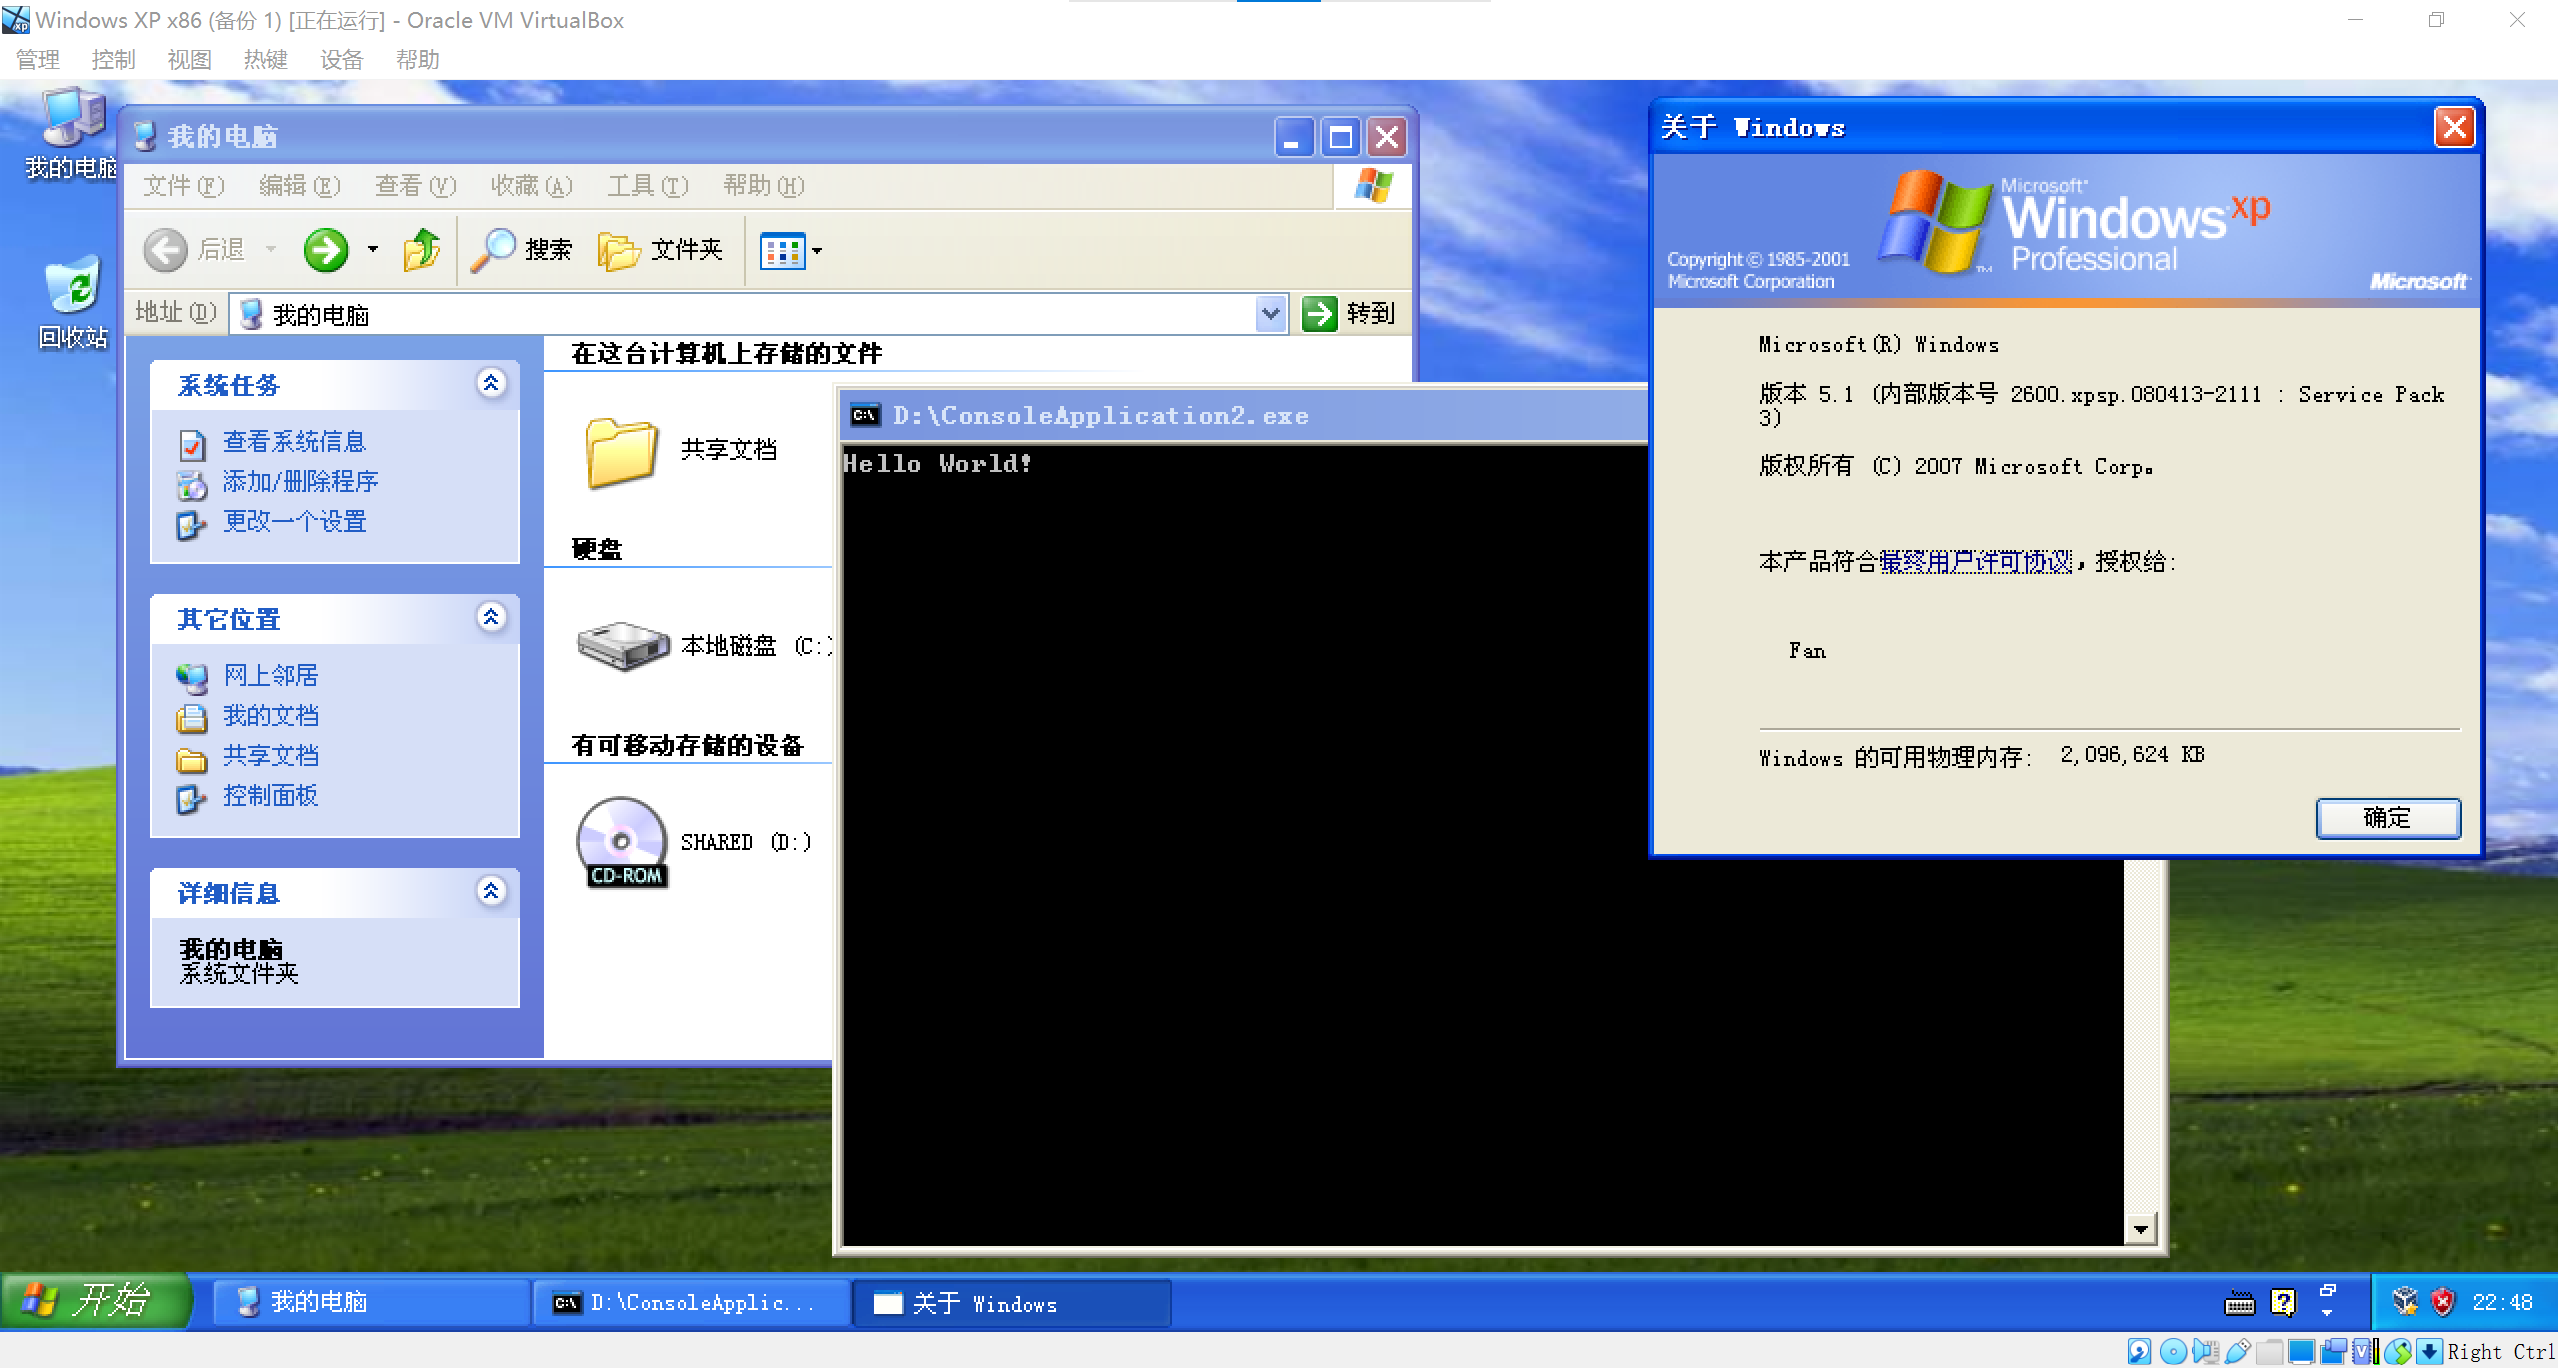 Windows XP x86 (备份 1) [正在运行] - Oracle VM VirtualBox
管理 控制 视图 热键 设备 帮助
我的电脑
回收站
我的电脑
文件(F) 编辑(E) 查看(V) 收藏(A) 工具(T) 帮助(H)
后退 搜索 文件夹
地址(D) 我的电脑 转到
系统任务
查看系统信息
添加/删除程序
更改一个设置
其它位置
网上邻居
我的文档
共享文档
控制面板
详细信息
我的电脑
系统文件夹
在这台计算机上存储的文件
共享文档
硬盘
本地磁盘 (C:)
有可移动存储的设备
CD-ROM
SHARED (D:)
C:\ D:\ConsoleApplication2.exe
Hello World!
关于 Windows
Microsoft®
Windows xp
Professional
TM
Copyright © 1985-2001
Microsoft Corporation
Microsoft
Microsoft(R) Windows
版本 5.1 (内部版本号 2600.xpsp.080413-2111 : Service Pack
3)
版权所有 (C) 2007 Microsoft Corp。
本产品符合最终用户许可协议，授权给:
Fan
Windows 的可用物理内存: 2,096,624 KB
确定
开始 我的电脑 C:\ D:\ConsoleApplic... 关于 Windows 22:48
Right Ctrl